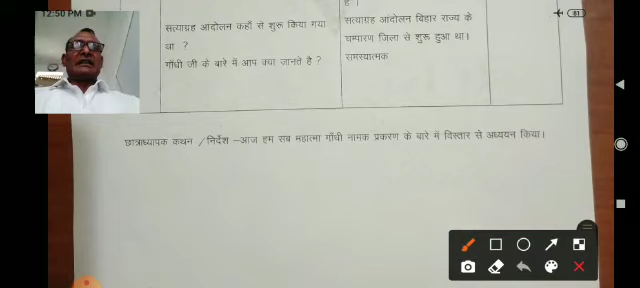 12:50 PM
81
है।
सत्याग्रह आंदोलन कहाँ से शुरू किया गया
था ?
गाँधी जी के बारे में आप क्या जानते है ?
सत्याग्रह आंदोलन बिहार राज्य के
चम्पारण जिला से शुरू हुआ था।
समस्यात्मक
छात्राध्यापक कथन /निर्देश –आज हम सब महात्मा गाँधी नामक प्रकरण के बारे में विस्तार से अध्ययन किया।